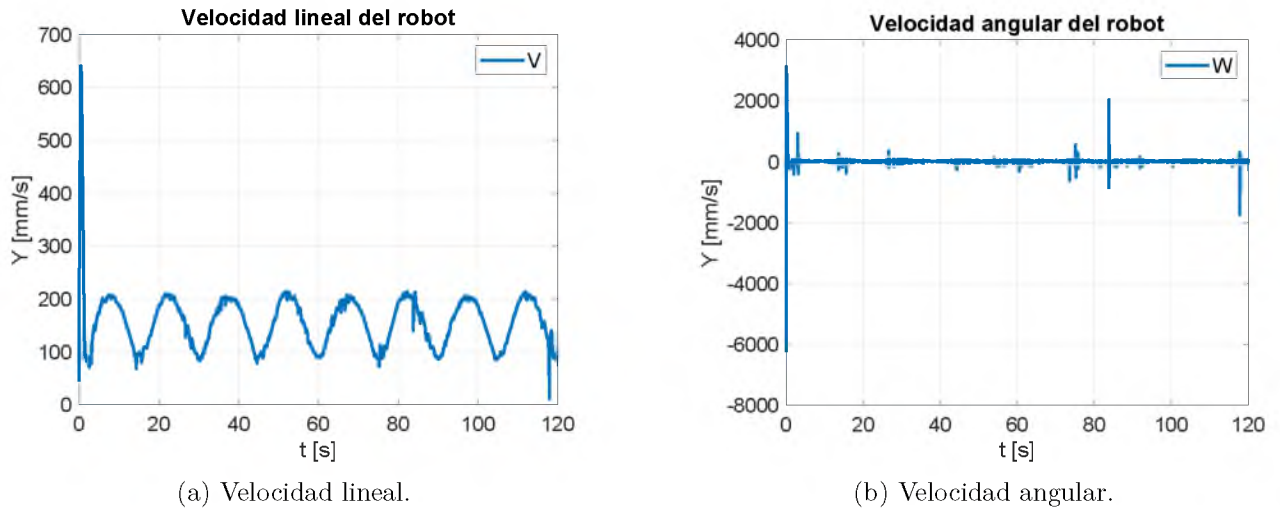 Velocidad lineal del robot
700
600
500
400
300
200
100
0
Y [mm/s]
V
0 20 40 60 80 100 120
t [s]
(a) Velocidad lineal.
Velocidad angular del robot
4000
2000
0
-2000
-4000
-6000
-8000
Y [mm/s]
W
0 20 40 60 80 100 120
t [s]
(b) Velocidad angular.